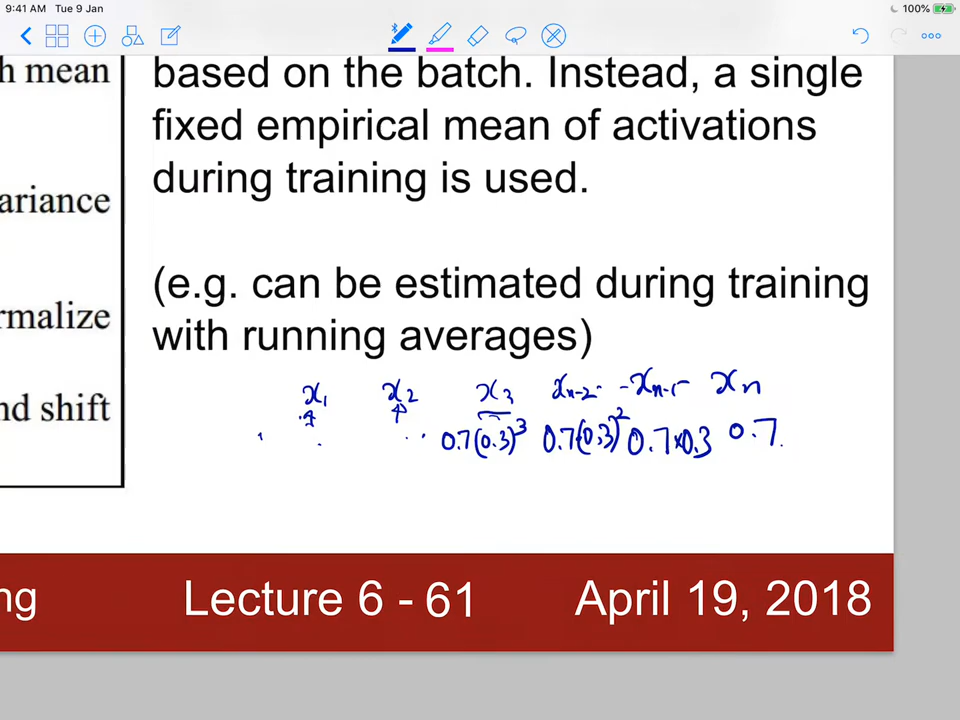 9:41 AM Tue 9 Jan
100%
h mean
ariance
rmalize
nd shift
based on the batch. Instead, a single
fixed empirical mean of activations
during training is used.
(e.g. can be estimated during training
with running averages)
x₁ x₂ x₃ xₙ₋₂ xₙ₋₁ xₙ
0.7(0.3)³ 0.7(0.3)² 0.7×0.3 0.7
ng
Lecture 6 - 61
April 19, 2018